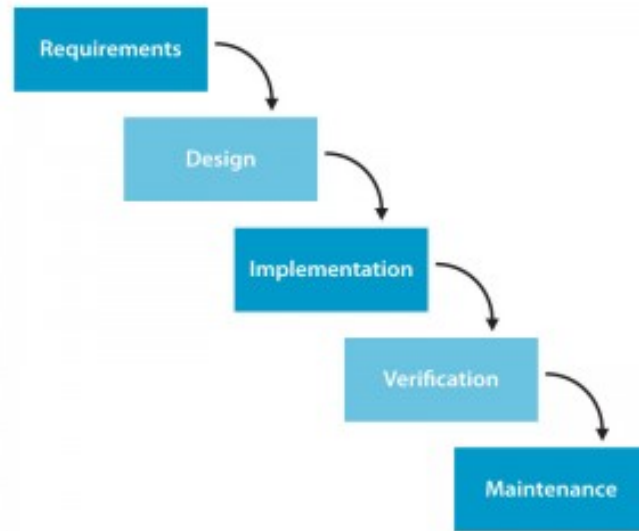 Requirements
Design
Implementation
Verification
Maintenance